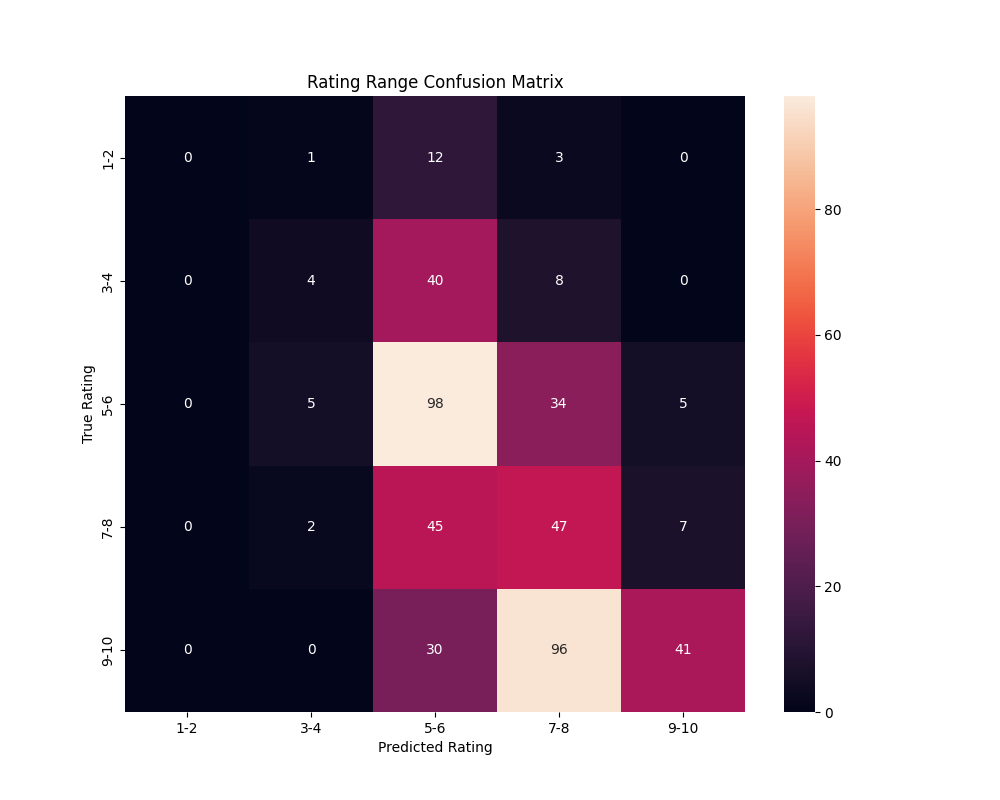 Rating Range Confusion Matrix
1-2 0 1 12 3 0
3-4 0 4 40 8 0
5-6 0 5 98 34 5
7-8 0 2 45 47 7
9-10 0 0 30 96 41
True Rating
1-2 3-4 5-6 7-8 9-10
Predicted Rating
80
60
40
20
0